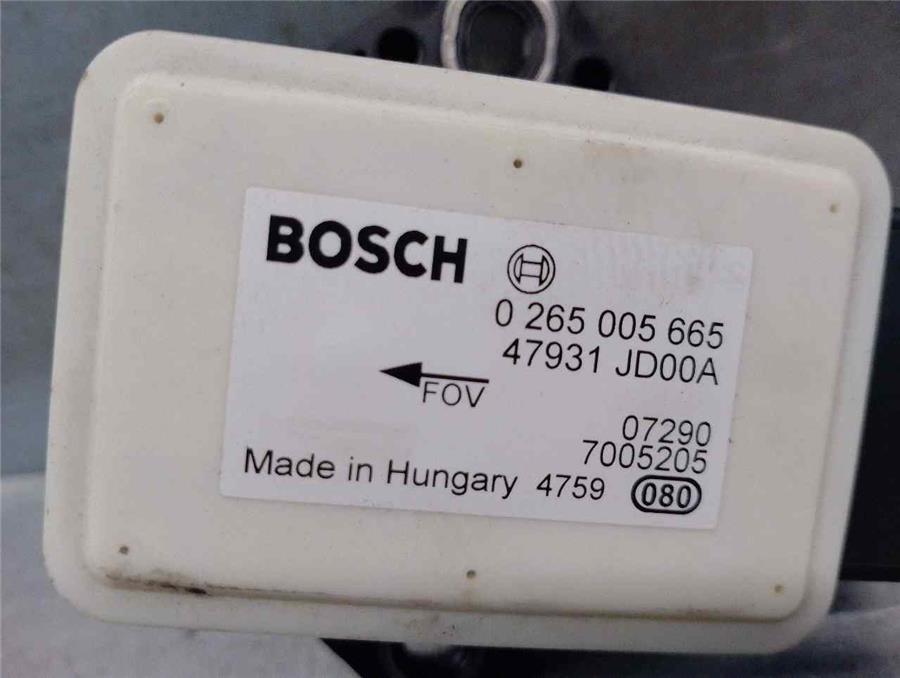 BOSCH
0 265 005 665
47931 JD00A
FOV
07290
7005205
Made in Hungary 4759 080